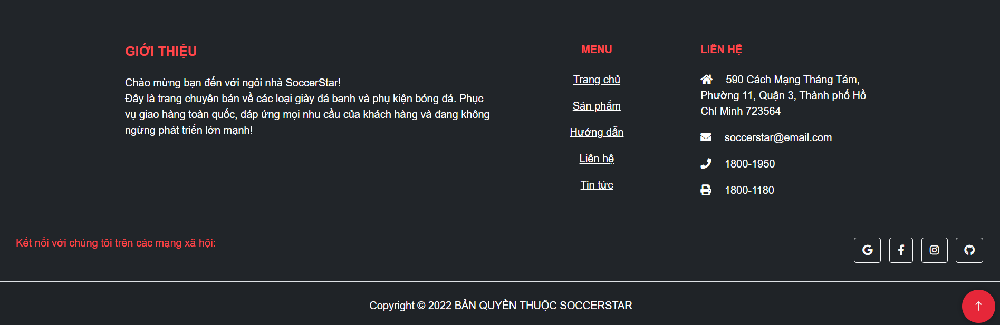 GIỚI THIỆU
Chào mừng bạn đến với ngôi nhà SoccerStar!
Đây là trang chuyên bán về các loại giày đá banh và phụ kiện bóng đá. Phục
vụ giao hàng toàn quốc, đáp ứng mọi nhu cầu của khách hàng và đang không
ngừng phát triển lớn mạnh!
MENU
Trang chủ
Sản phẩm
Hướng dẫn
Liên hệ
Tin tức
LIÊN HỆ
590 Cách Mạng Tháng Tám,
Phường 11, Quận 3, Thành phố Hồ
Chí Minh 723564
soccerstar@email.com
1800-1950
1800-1180
Kết nối với chúng tôi trên các mạng xã hội:
Copyright © 2022 BẢN QUYỀN THUỘC SOCCERSTAR